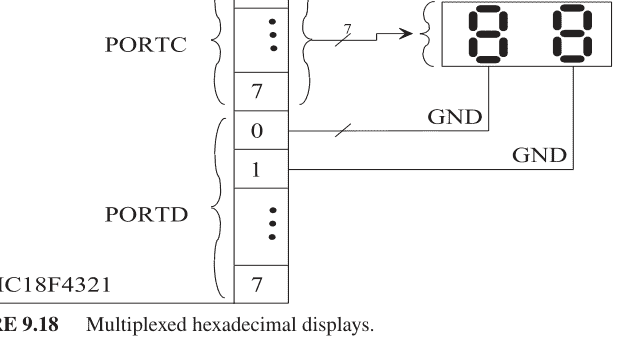 7
PORTC
7
0
GND
1
GND
PORTD
7
IC18F4321
RE 9.18 Multiplexed hexadecimal displays.